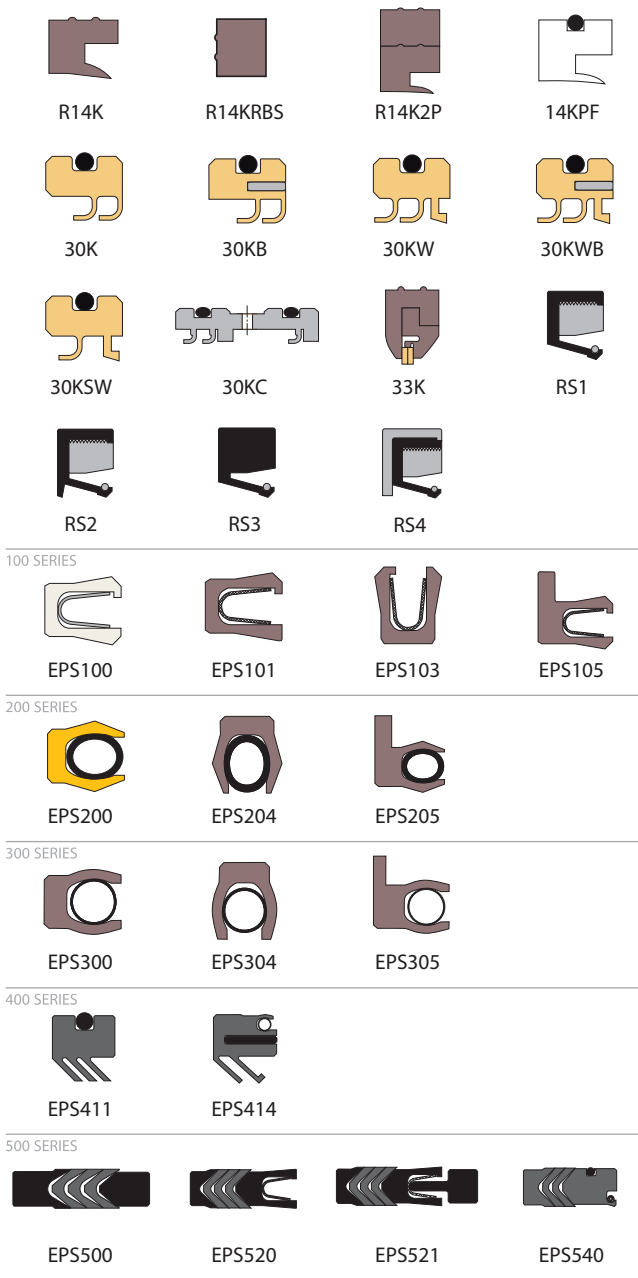 R14K R14KRBS R14K2P 14KPF
30K 30KB 30KW 30KWB
30KSW 30KC 33K RS1
RS2 RS3 RS4
100 SERIES
EPS100 EPS101 EPS103 EPS105
200 SERIES
EPS200 EPS204 EPS205
300 SERIES
EPS300 EPS304 EPS305
400 SERIES
EPS411 EPS414
500 SERIES
EPS500 EPS520 EPS521 EPS540